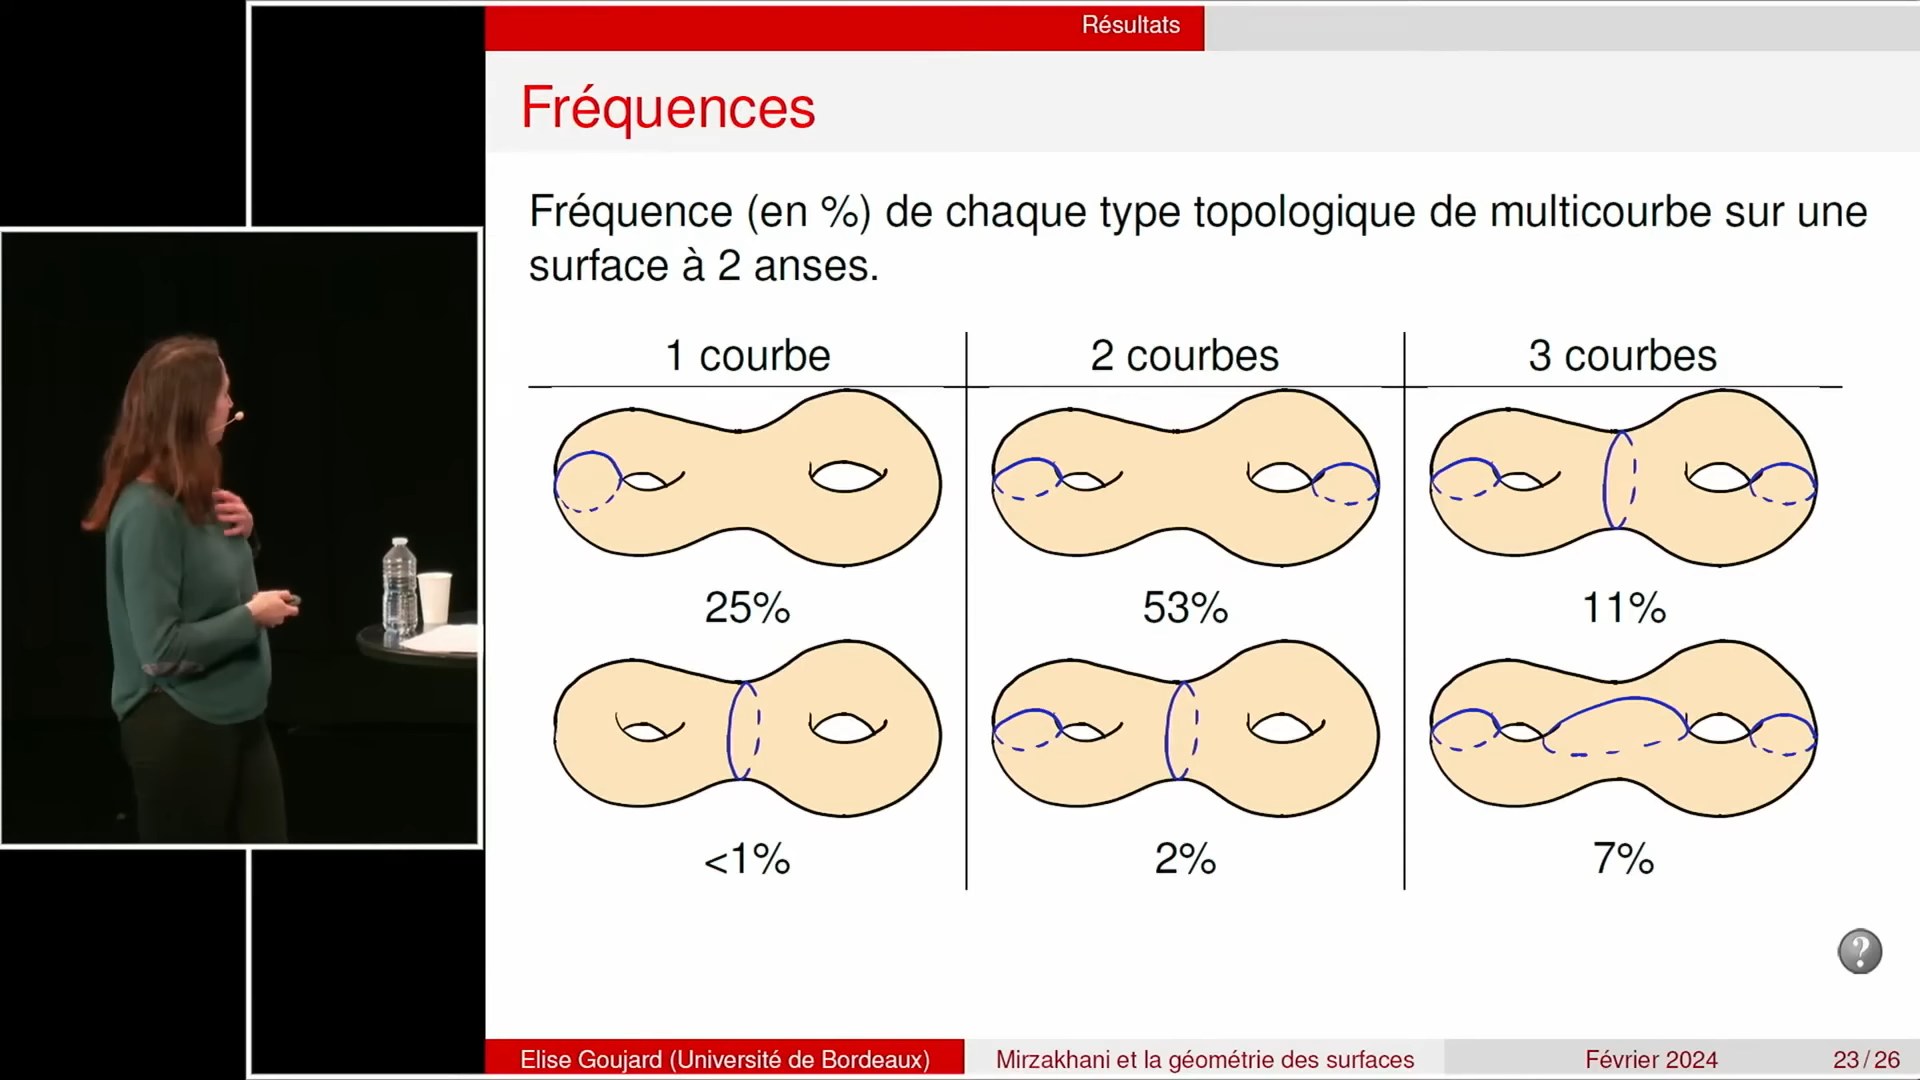 Résultats
Fréquences
Fréquence (en %) de chaque type topologique de multicourbe sur une
surface à 2 anses.
1 courbe 2 courbes 3 courbes
25% 53% 11%
<1% 2% 7%
?
Elise Goujard (Université de Bordeaux) Mirzakhani et la géométrie des surfaces Février 2024 23 / 26